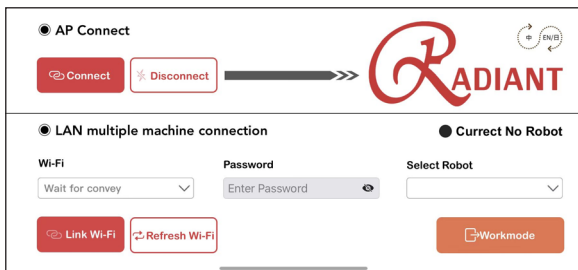 AP Connect
中 EN/日
Connect
Disconnect
RADIANT
LAN multiple machine connection
Currect No Robot
Wi-Fi
Password
Select Robot
Wait for convey
Enter Password
Link Wi-Fi
Refresh Wi-Fi
Workmode